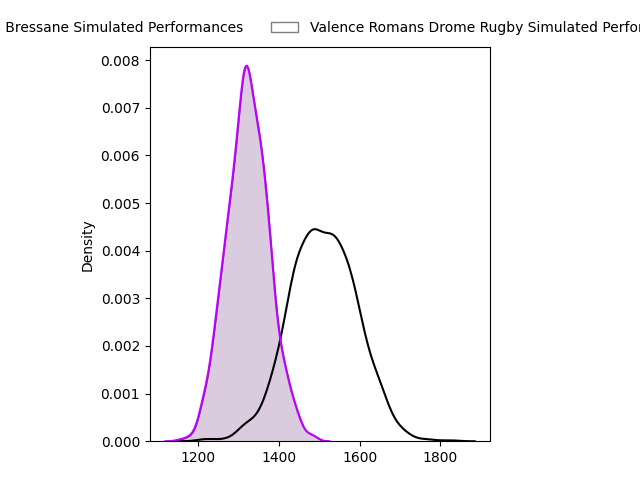 Bressane Simulated Performances
Valence Romans Drome Rugby Simulated Perfor
0.008
0.007
0.006
0.005
0.004
0.003
0.002
0.001
0.000
Density
1200 1400 1600 1800